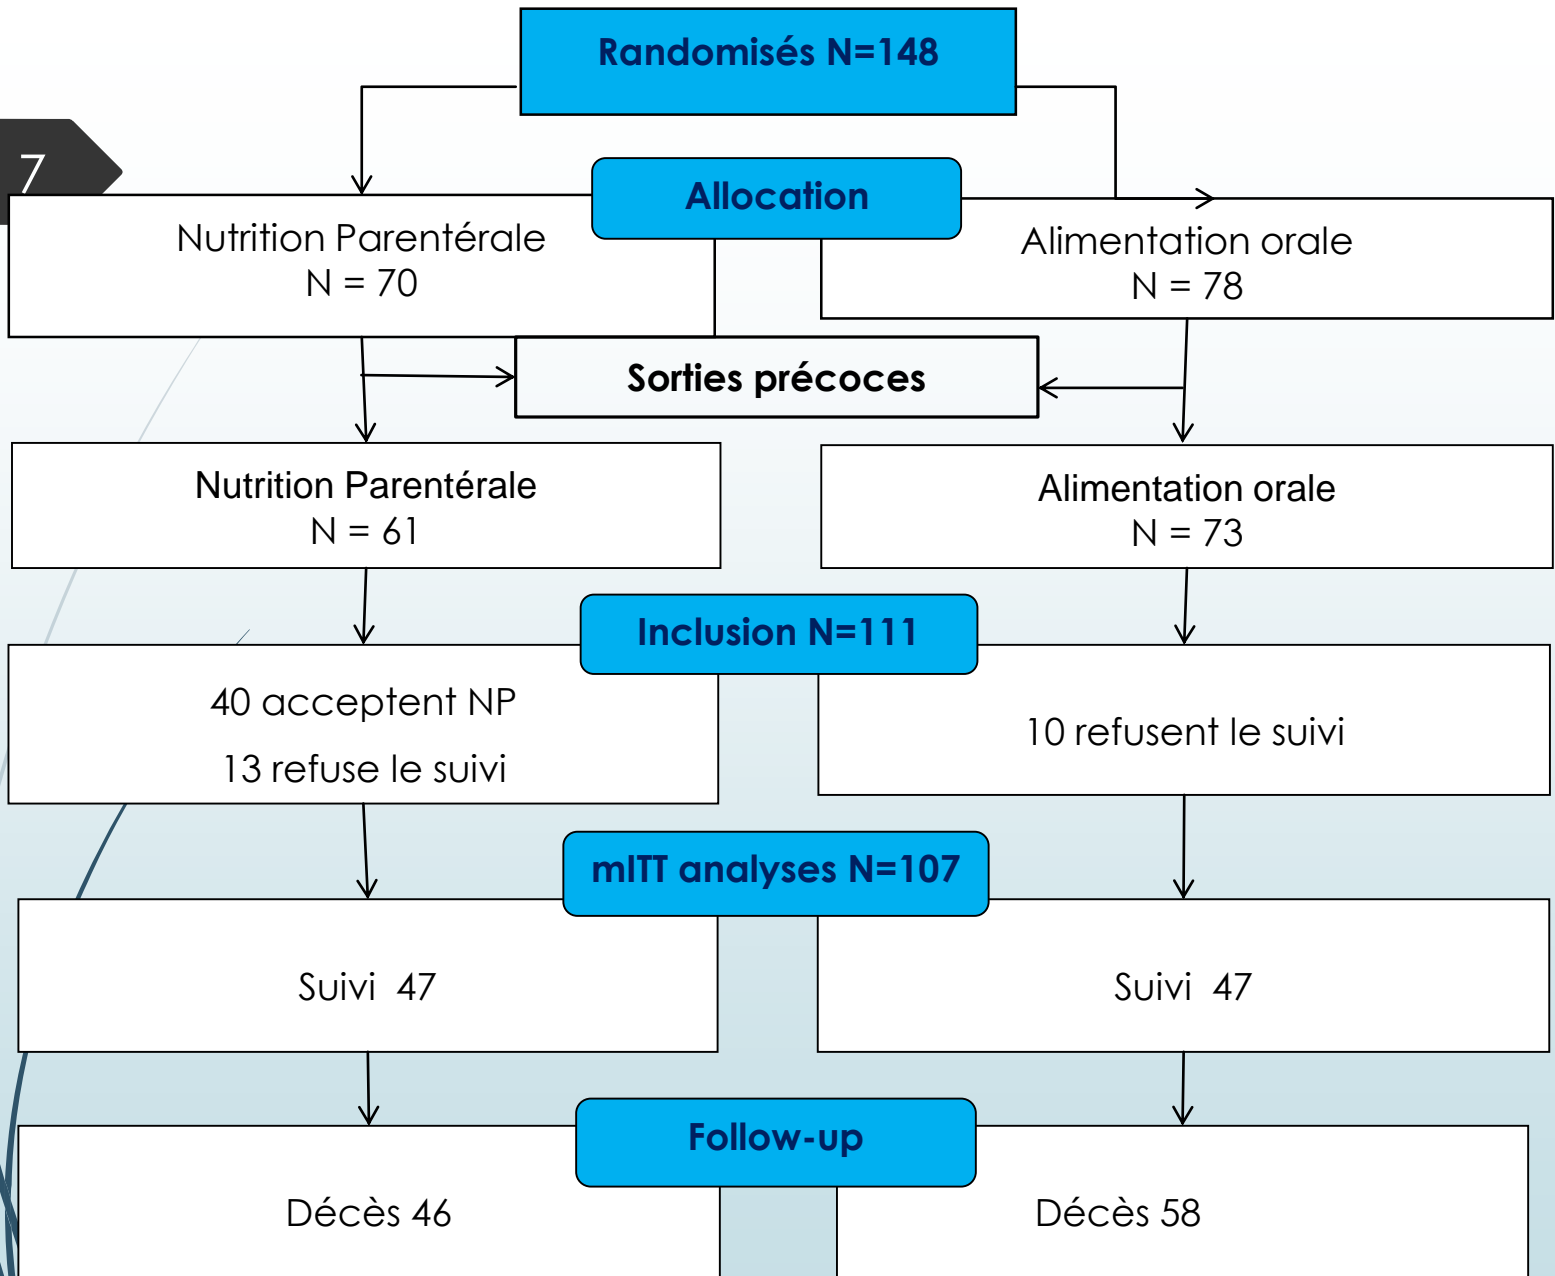 Randomisés N=148
7
Allocation
Nutrition Parentérale
N = 70
Alimentation orale
N = 78
Sorties précoces
Nutrition Parentérale
N = 61
Alimentation orale
N = 73
Inclusion N=111
40 acceptent NP
13 refuse le suivi
10 refusent le suivi
mITT analyses N=107
Suivi 47
Suivi 47
Follow-up
Décès 46
Décès 58